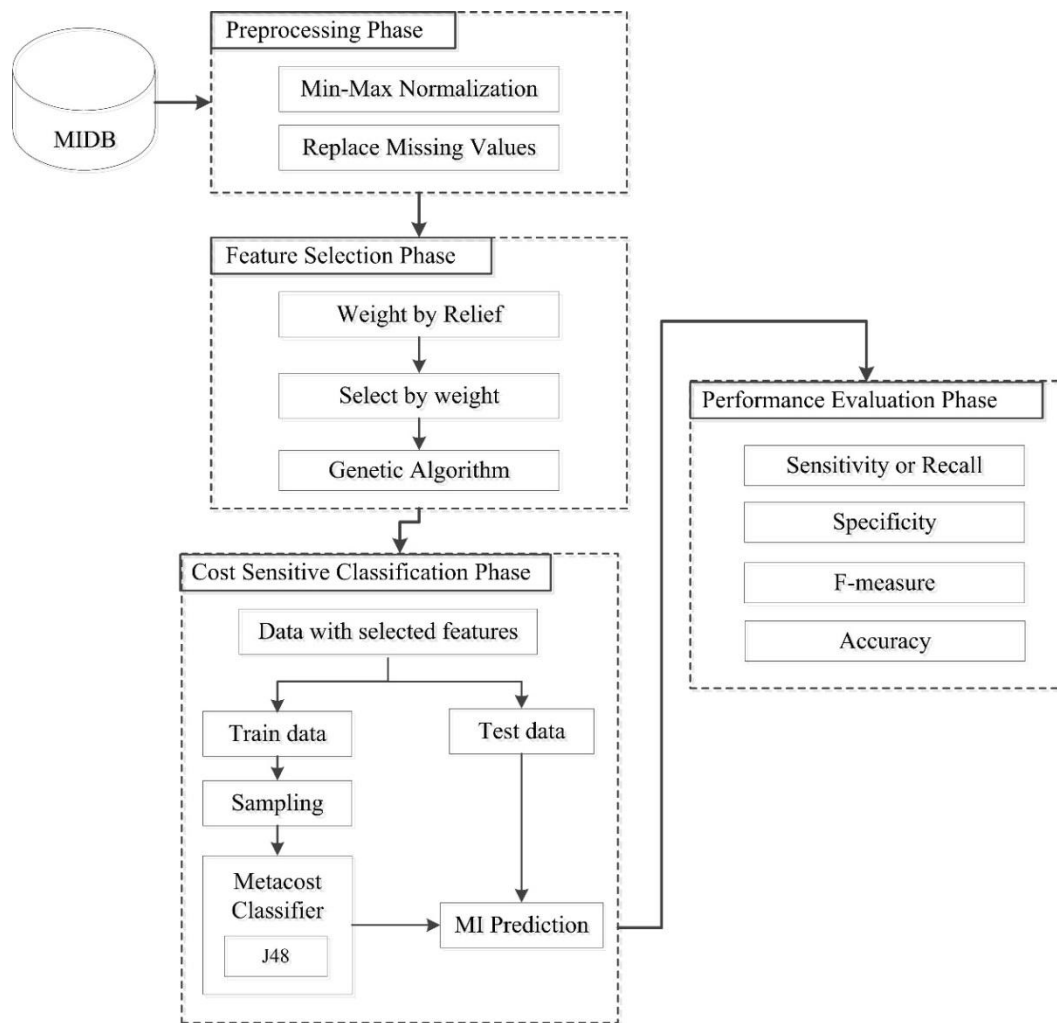 MIDB
Preprocessing Phase
Min-Max Normalization
Replace Missing Values
Feature Selection Phase
Weight by Relief
Select by weight
Genetic Algorithm
Cost Sensitive Classification Phase
Data with selected features
Train data
Test data
Sampling
Metacost
Classifier
J48
MI Prediction
Performance Evaluation Phase
Sensitivity or Recall
Specificity
F-measure
Accuracy